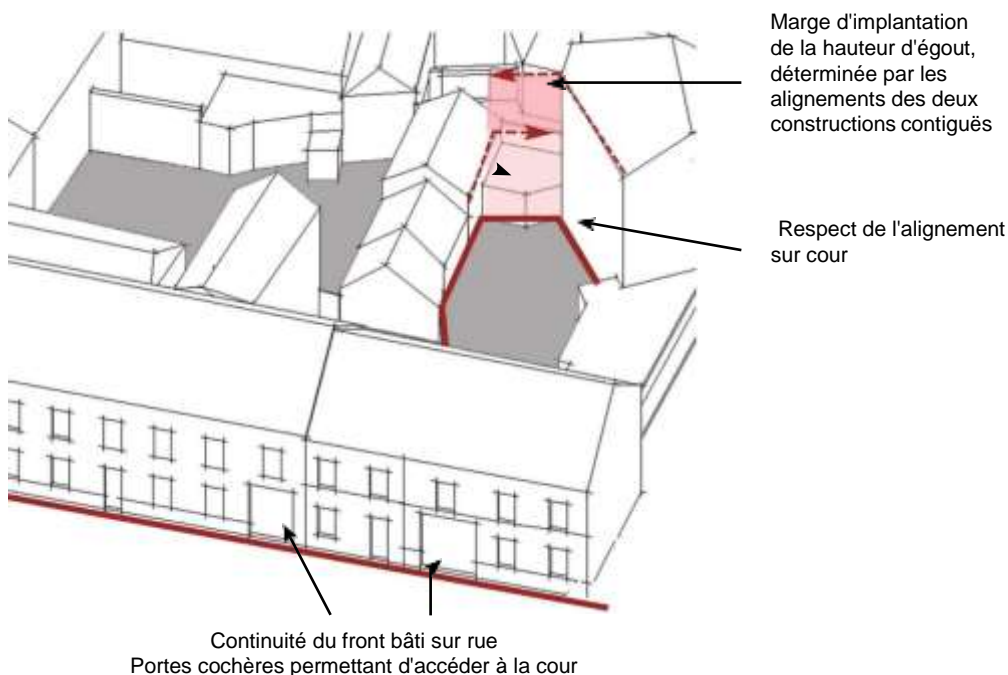 Marge d'implantation
de la hauteur d'égout,
déterminée par les
alignements des deux
constructions contiguës
Respect de l'alignement
sur cour
Continuité du front bâti sur rue
Portes cochères permettant d'accéder à la cour